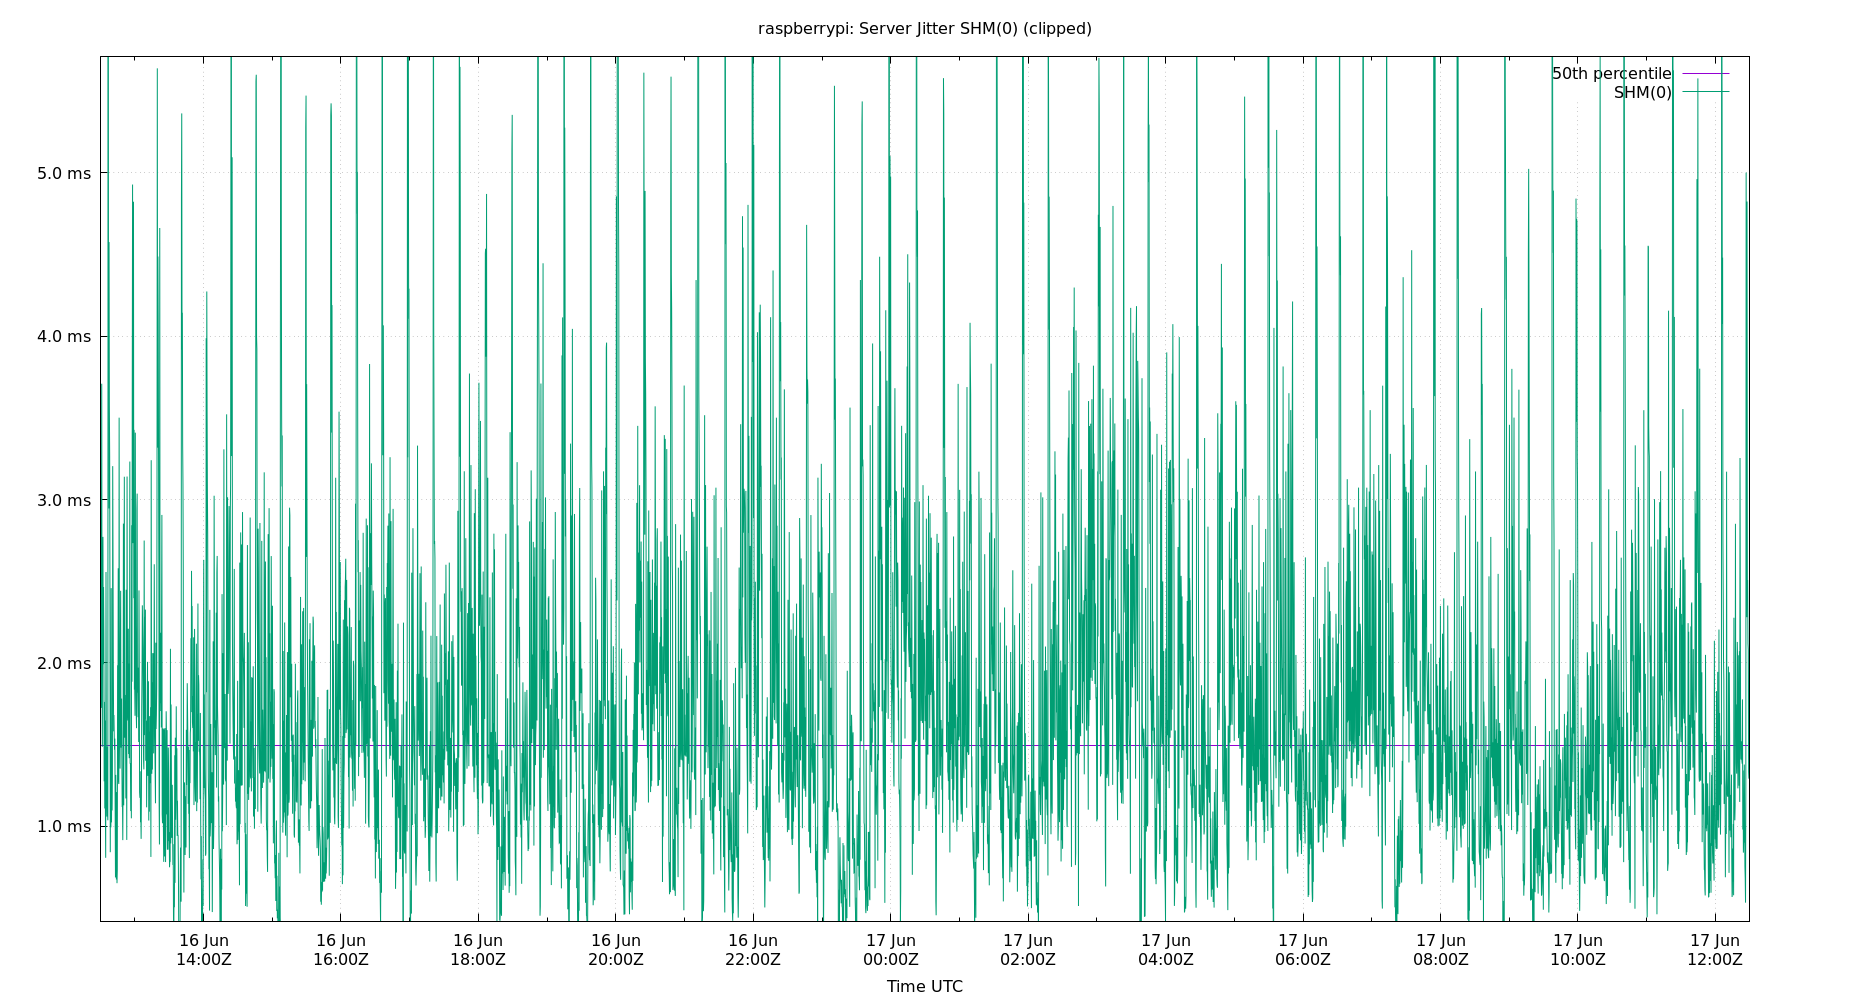 raspberrypi: Server Jitter SHM(0) (clipped)
50th percentile
SHM(0)
5.0 ms
4.0 ms
3.0 ms
2.0 ms
1.0 ms
16 Jun 16 Jun 16 Jun 16 Jun 16 Jun 17 Jun 17 Jun 17 Jun 17 Jun 17 Jun 17 Jun 17 Jun
14:00Z 16:00Z 18:00Z 20:00Z 22:00Z 00:00Z 02:00Z 04:00Z 06:00Z 08:00Z 10:00Z 12:00Z
Time UTC